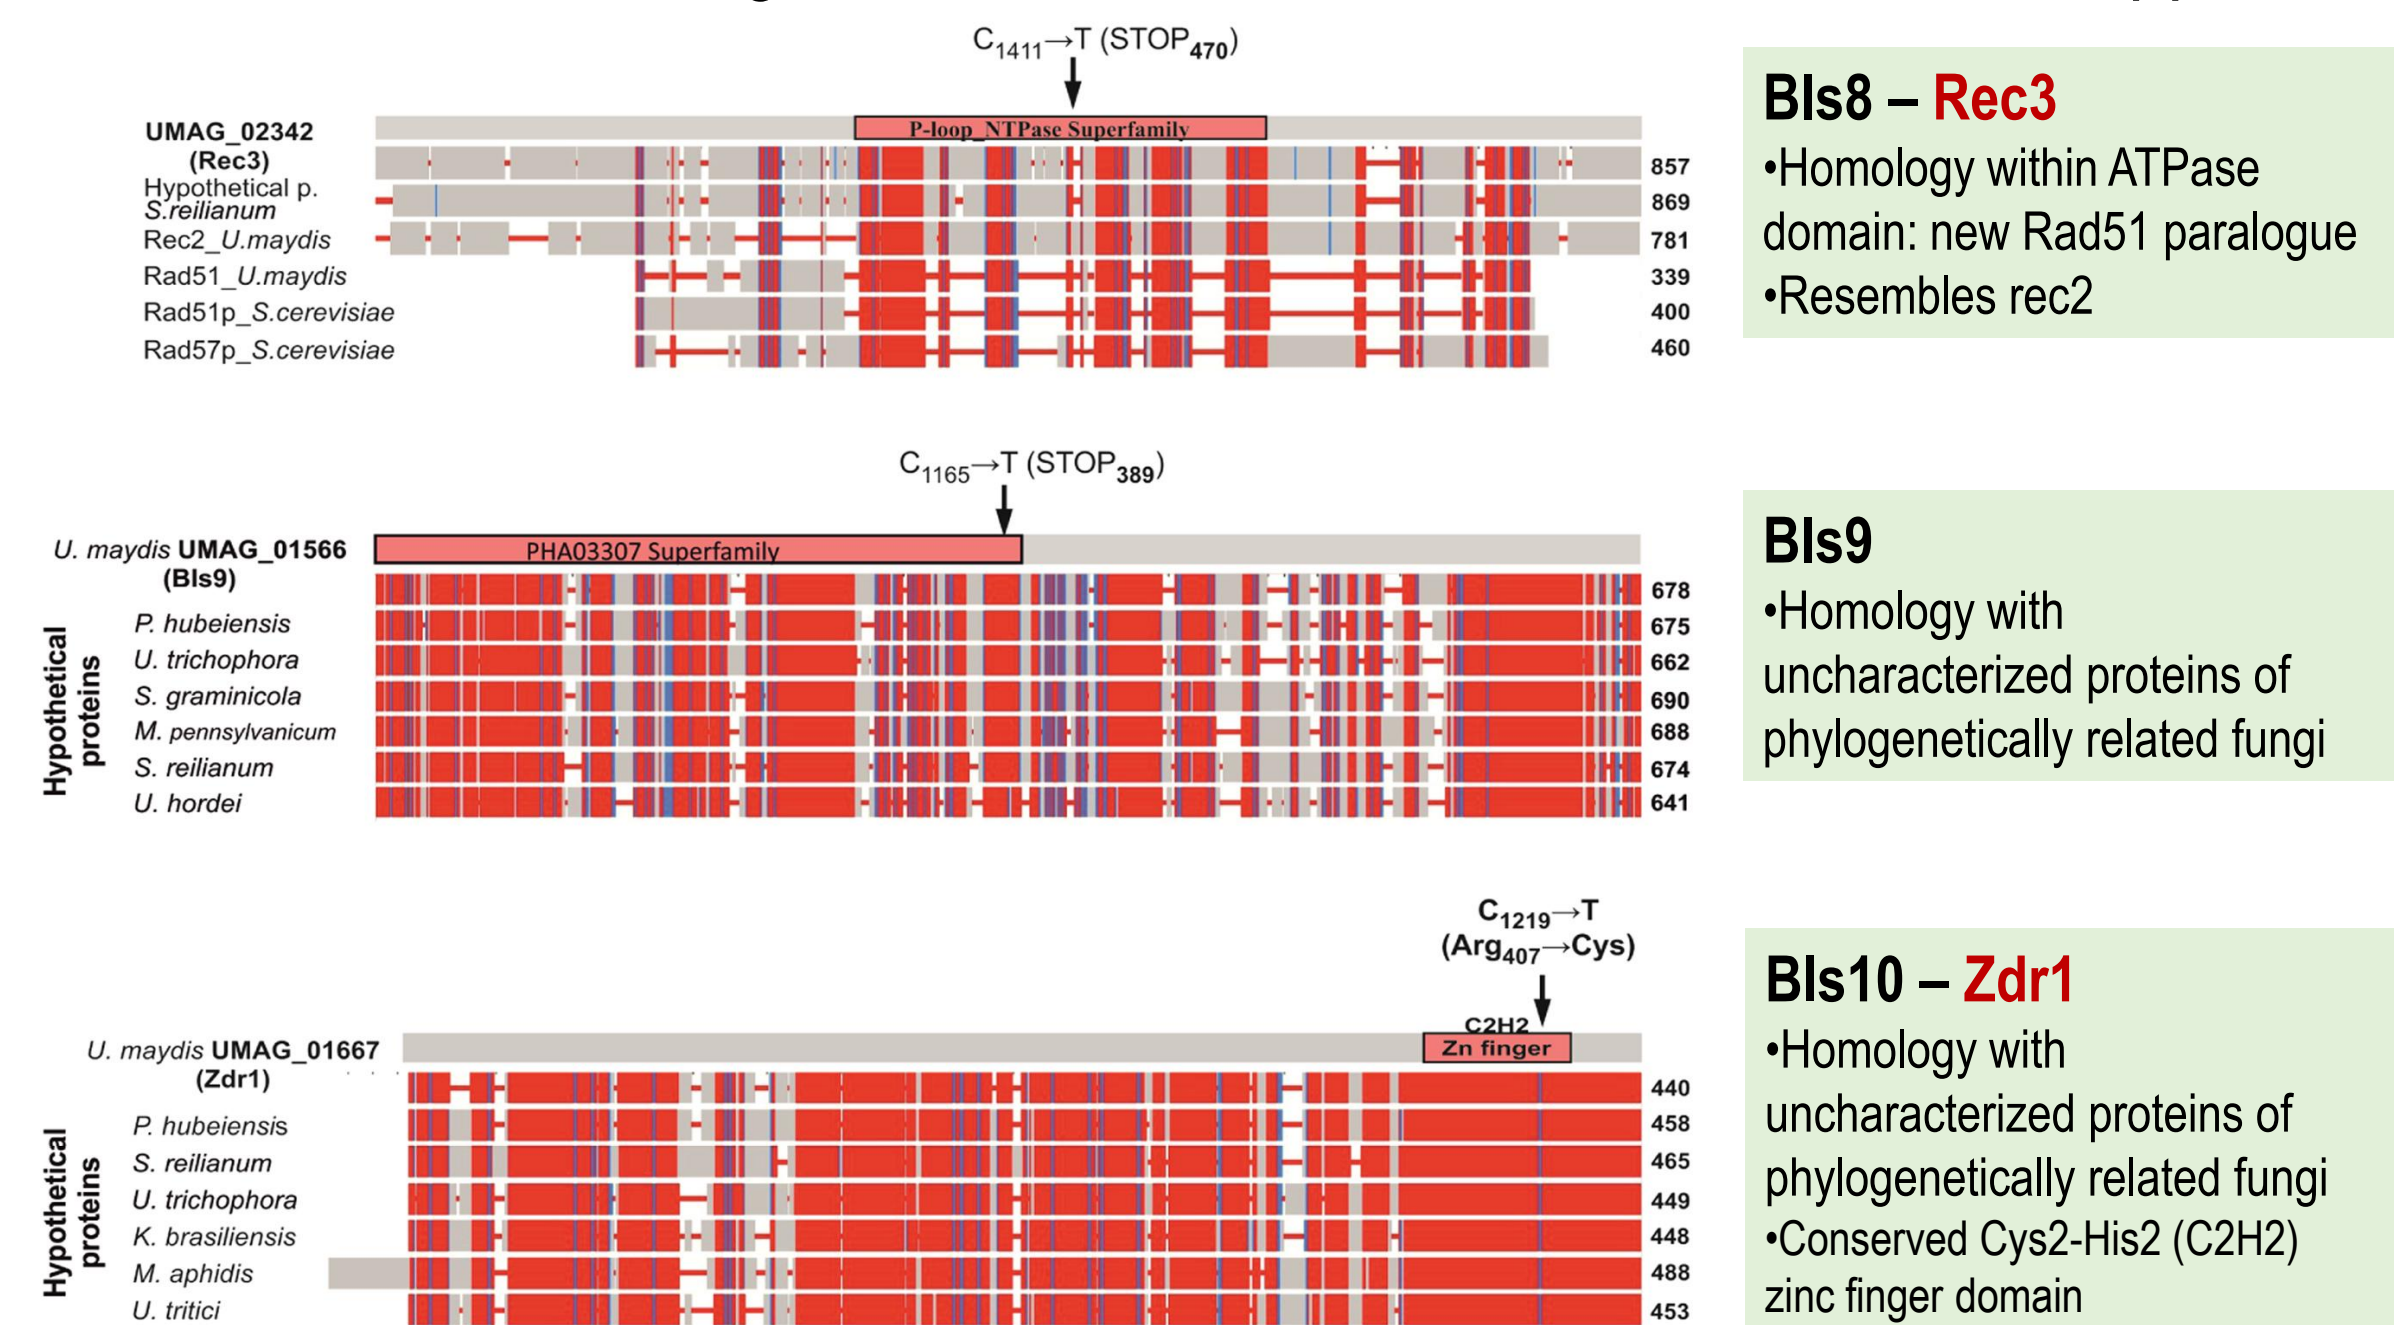 C1411→T (STOP470)
UMAG_02342
(Rec3)
P-loop_NTPase Superfamily
857
Hypothetical p.
S.reilianum
869
Rec2_U.maydis
781
Rad51_U.maydis
339
Rad51p_S.cerevisiae
400
Rad57p_S.cerevisiae
460
Bls8 – Rec3
•Homology within ATPase
domain: new Rad51 paralogue
•Resembles rec2
C1165→T (STOP389)
U. maydis UMAG_01566
(Bls9)
PHA03307 Superfamily
678
Hypothetical
proteins
P. hubeiensis
675
U. trichophora
662
S. graminicola
690
M. pennsylvanicum
688
S. reilianum
674
U. hordei
641
Bls9
•Homology with
uncharacterized proteins of
phylogenetically related fungi
C1219→T
(Arg407→Cys)
C2H2
Zn finger
U. maydis UMAG_01667
(Zdr1)
440
Hypothetical
proteins
P. hubeiensis
458
S. reilianum
465
U. trichophora
449
K. brasiliensis
448
M. aphidis
488
U. tritici
453
Bls10 – Zdr1
•Homology with
uncharacterized proteins of
phylogenetically related fungi
•Conserved Cys2-His2 (C2H2)
zinc finger domain